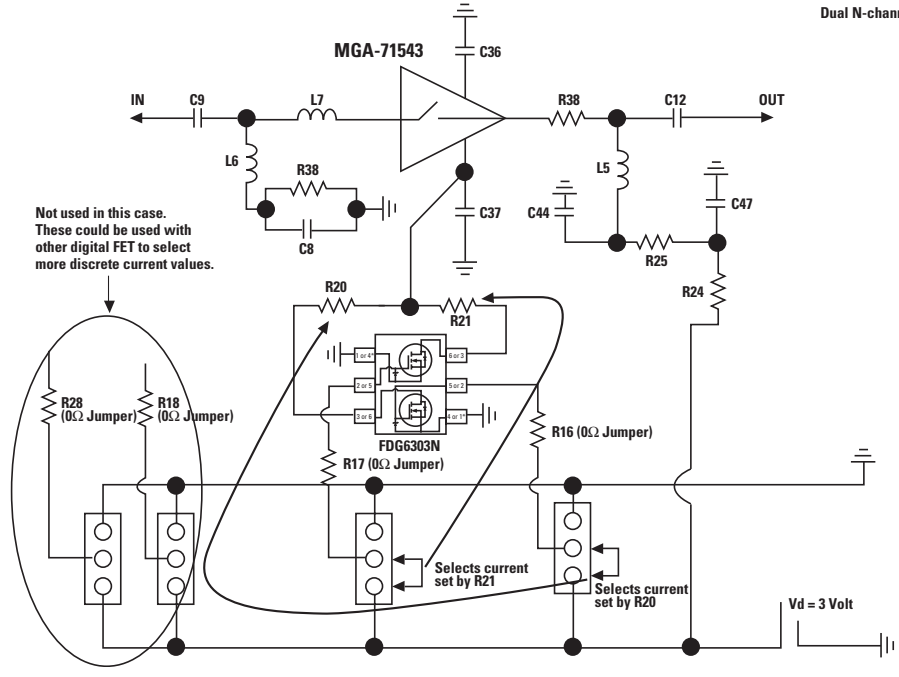 Dual N-chann
C36
MGA-71543
IN
C9
L7
R38
C12
OUT
L6
R38
L5
C8
C37
C44
C47
R25
Not used in this case.
These could be used with
other digital FET to select
more discrete current values.
R20
R21
R24
1 or 4*
6 or 3
2 or 5
5 or 2
3 or 6
4 or 1*
FDG6303N
R28
(0Ω Jumper)
R18
(0Ω Jumper)
R17 (0Ω Jumper)
R16 (0Ω Jumper)
Selects current
set by R21
Selects current
set by R20
Vd = 3 Volt